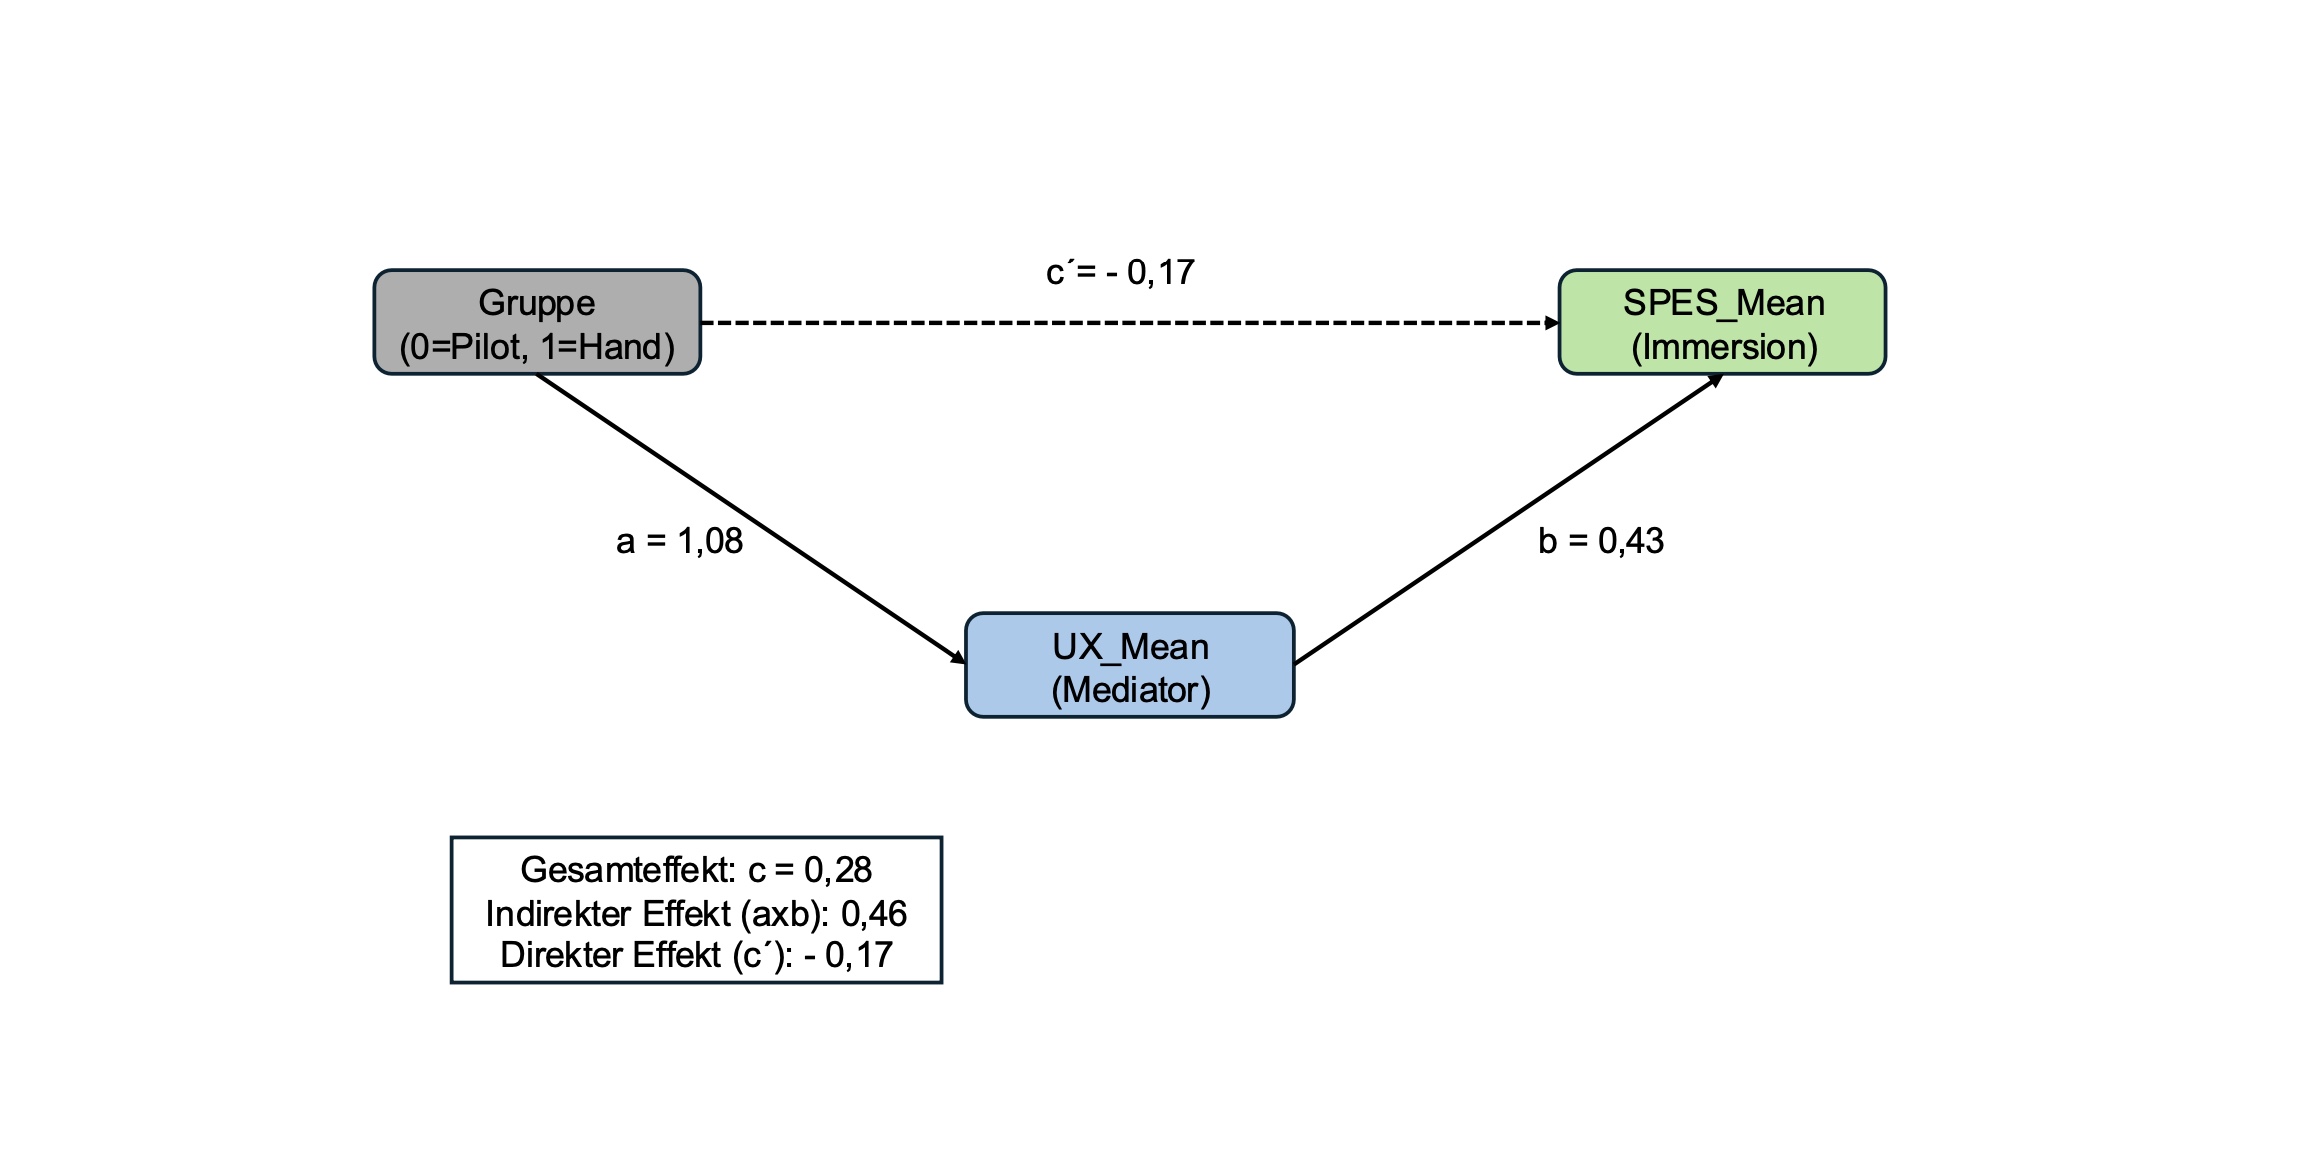 c´= - 0,17
Gruppe
(0=Pilot, 1=Hand)
SPES_Mean
(Immersion)
a = 1,08
b = 0,43
UX_Mean
(Mediator)
Gesamteffekt: c = 0,28
Indirekter Effekt (axb): 0,46
Direkter Effekt (c´): - 0,17